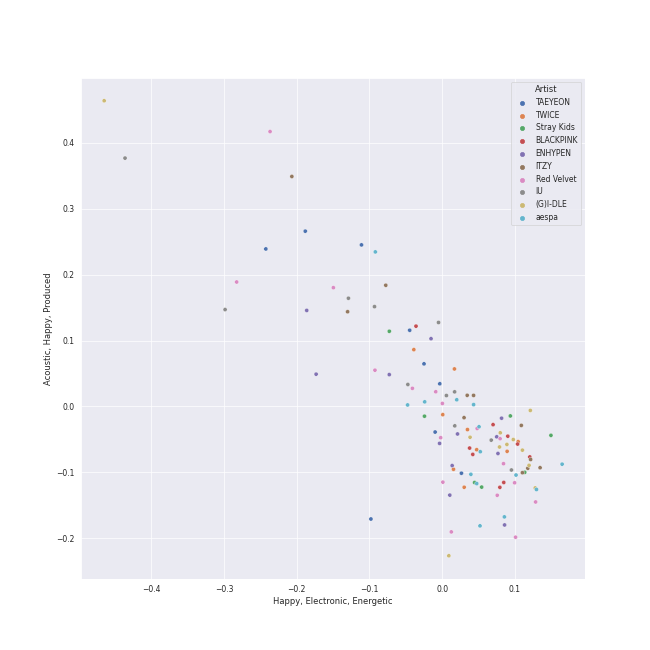 Artist
TAEYEON
TWICE
Stray Kids
BLACKPINK
ENHYPEN
ITZY
Red Velvet
IU
(G)I-DLE
aespa
Acoustic, Happy, Produced
0.4
0.3
0.2
0.1
0.0
−0.1
−0.2
−0.4
−0.3
−0.2
−0.1
0.0
0.1
Happy, Electronic, Energetic